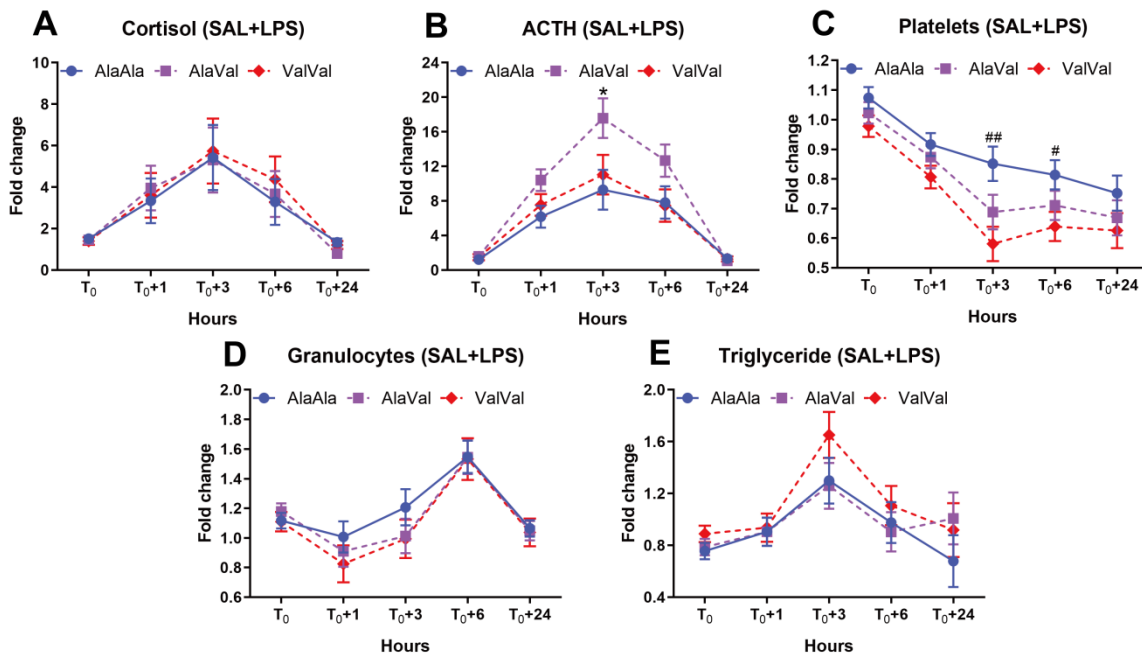 A Cortisol (SAL+LPS)
AlaAla AlaVal ValVal
Fold change
10
8
6
4
2
0
T0 T0+1 T0+3 T0+6 T0+24
Hours
B ACTH (SAL+LPS)
AlaAla AlaVal ValVal
Fold change
24
20
16
12
8
4
0
*
T0 T0+1 T0+3 T0+6 T0+24
Hours
C Platelets (SAL+LPS)
AlaAla AlaVal ValVal
Fold change
1.2
1.1
1.0
0.9
0.8
0.7
0.6
0.5
## #
T0 T0+1 T0+3 T0+6 T0+24
Hours
D Granulocytes (SAL+LPS)
AlaAla AlaVal ValVal
Fold change
2.0
1.8
1.6
1.4
1.2
1.0
0.8
0.6
T0 T0+1 T0+3 T0+6 T0+24
Hours
E Triglyceride (SAL+LPS)
AlaAla AlaVal ValVal
Fold change
2.0
1.6
1.2
0.8
0.4
T0 T0+1 T0+3 T0+6 T0+24
Hours